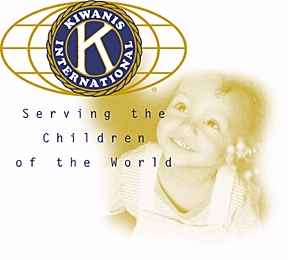 KIWANIS
K
INTERNATIONAL
®
Serving the
Children
of the World